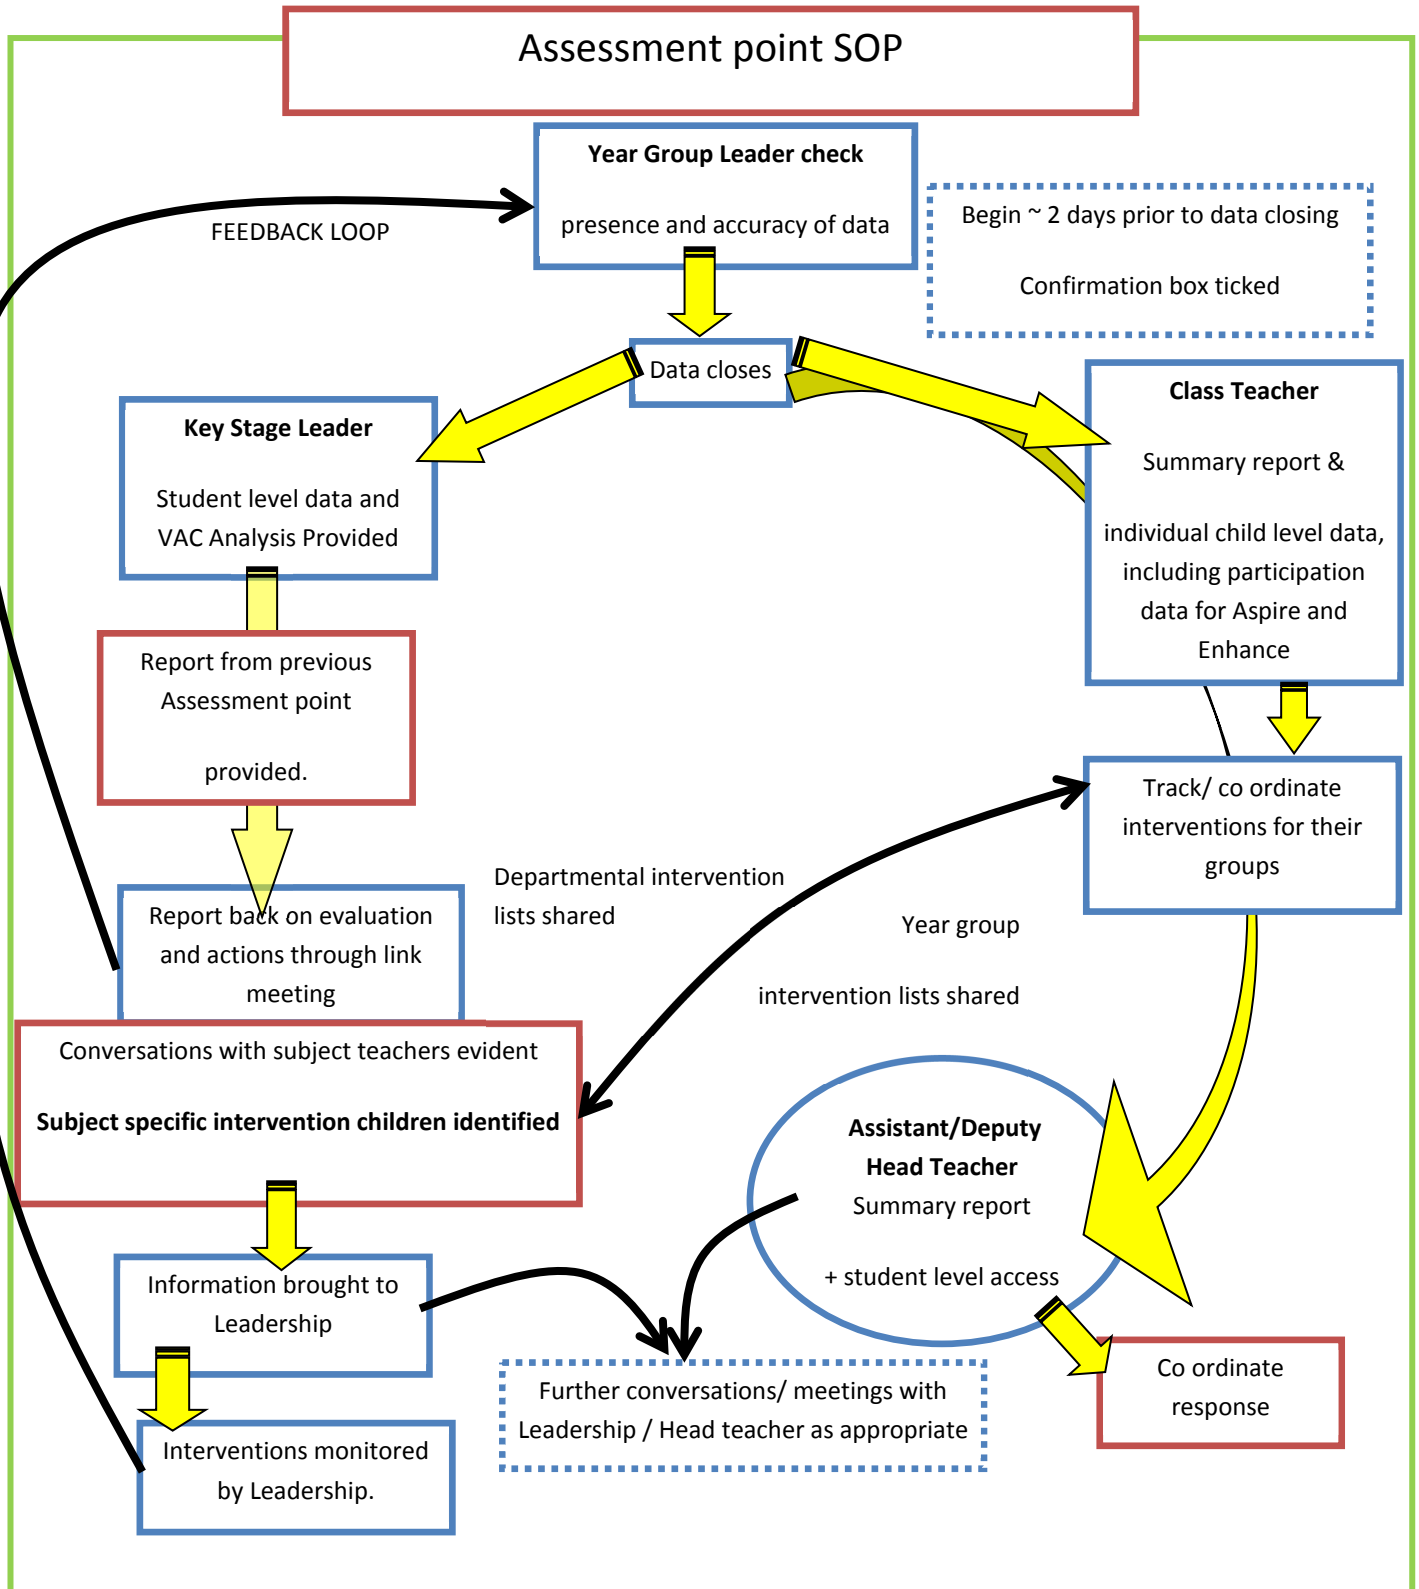 Assessment point SOP
Year Group Leader check
presence and accuracy of data
FEEDBACK LOOP
Begin ~ 2 days prior to data closing
Confirmation box ticked
Data closes
Key Stage Leader
Student level data and
VAC Analysis Provided
Class Teacher
Summary report &
individual child level data,
including participation
data for Aspire and
Enhance
Report from previous
Assessment point
provided.
Track/ co ordinate
interventions for their
groups
Departmental intervention
lists shared
Year group
intervention lists shared
Report back on evaluation
and actions through link
meeting
Conversations with subject teachers evident
Subject specific intervention children identified
Assistant/Deputy
Head Teacher
Summary report
+ student level access
Information brought to
Leadership
Further conversations/ meetings with
Leadership / Head teacher as appropriate
Co ordinate
response
Interventions monitored
by Leadership.